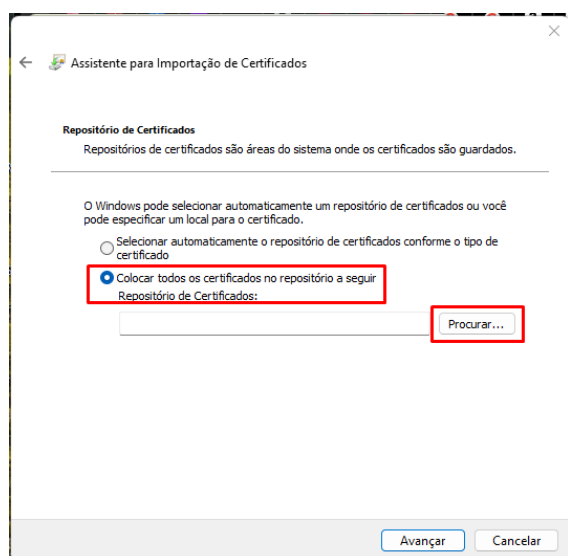 Assistente para Importação de Certificados
Repositório de Certificados
Repositórios de certificados são áreas do sistema onde os certificados são guardados.
O Windows pode selecionar automaticamente um repositório de certificados ou você
pode especificar um local para o certificado.
Selecionar automaticamente o repositório de certificados conforme o tipo de
certificado
Colocar todos os certificados no repositório a seguir
Repositório de Certificados:
Procurar...
Avançar
Cancelar